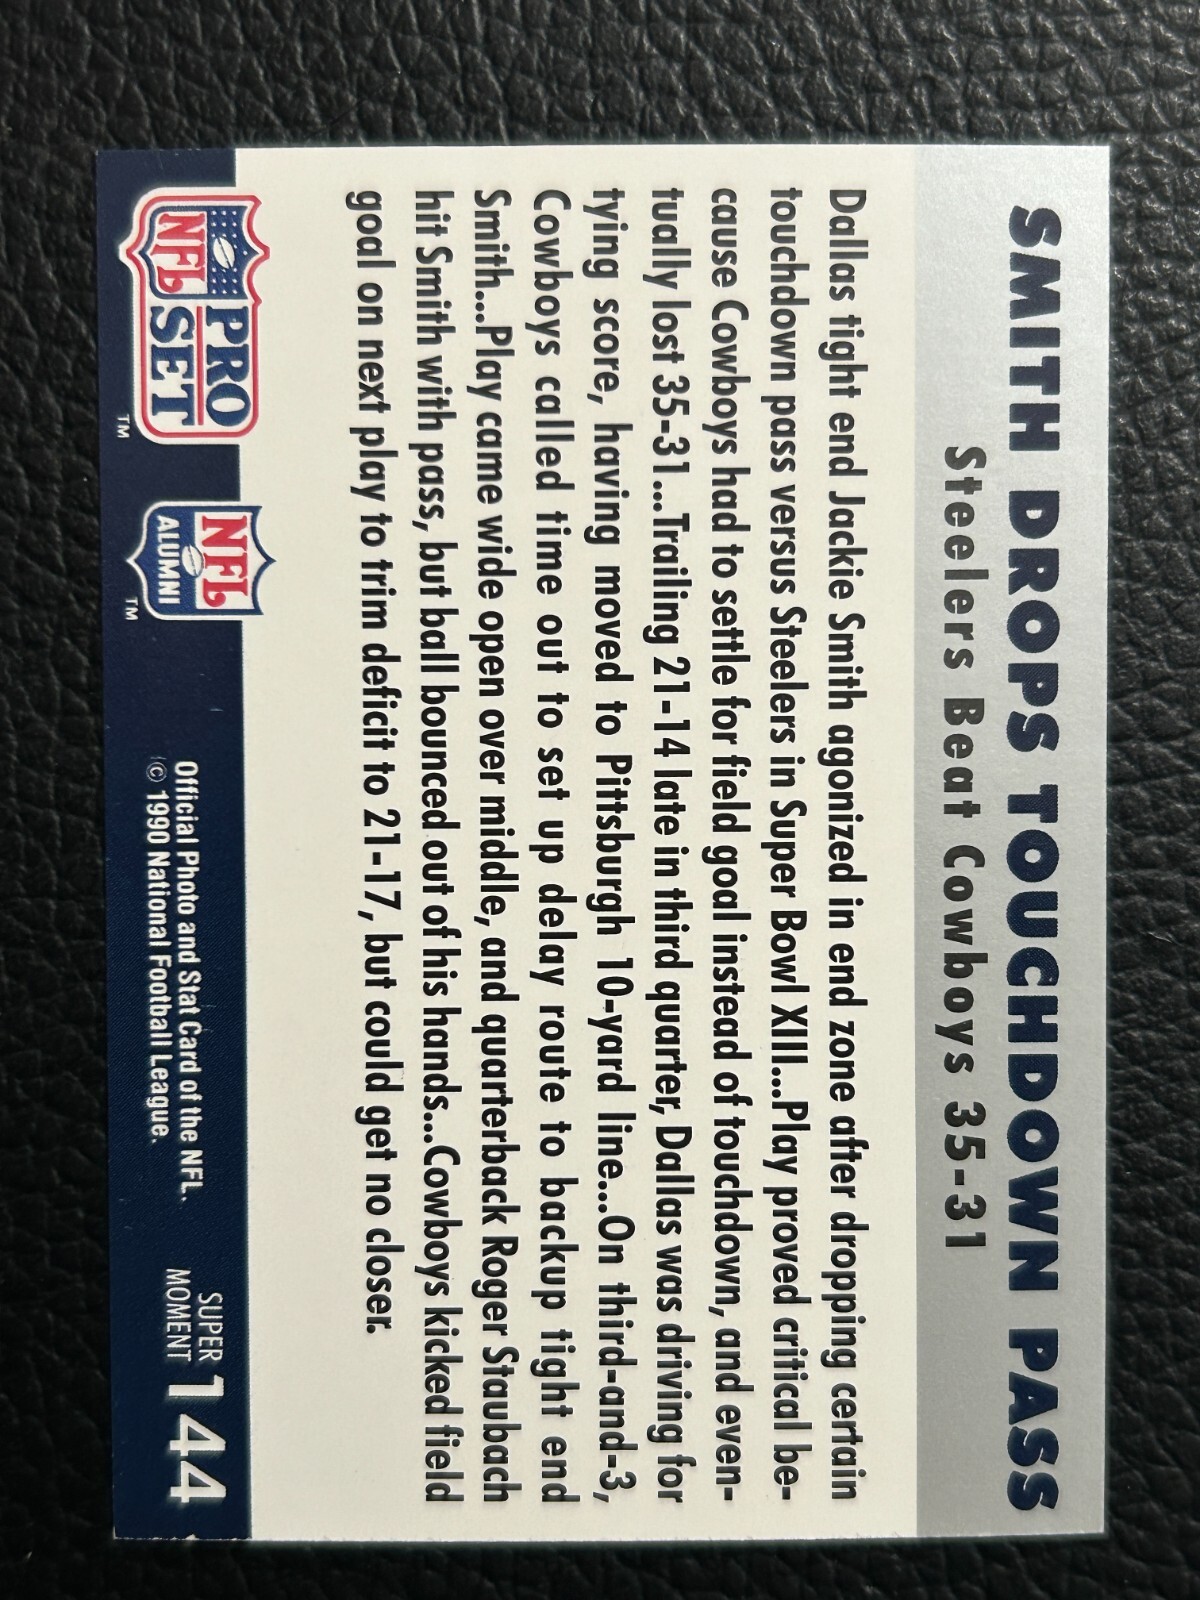 SMITH DROPS TOUCHDOWN PASS
Steelers Beat Cowboys 35-31
Dallas tight end Jackie Smith agonized in end zone after dropping certain
touchdown pass versus Steelers in Super Bowl XIII...Play proved critical be-
cause Cowboys had to settle for field goal instead of touchdown, and even-
tually lost 35-31...Trailing 21-14 late in third quarter, Dallas was driving for
tying score, having moved to Pittsburgh 10-yard line...On third-and-3,
Cowboys called time out to set up delay route to backup tight end
Smith...Play came wide open over middle, and quarterback Roger Staubach
hit Smith with pass, but ball bounced out of his hands...Cowboys kicked field
goal on next play to trim deficit to 21-17, but could get no closer.
NFL
PRO
SET
TM
NFL
ALUMNI
TM
Official Photo and Stat Card of the NFL.
© 1990 National Football League.
SUPER
MOMENT
144